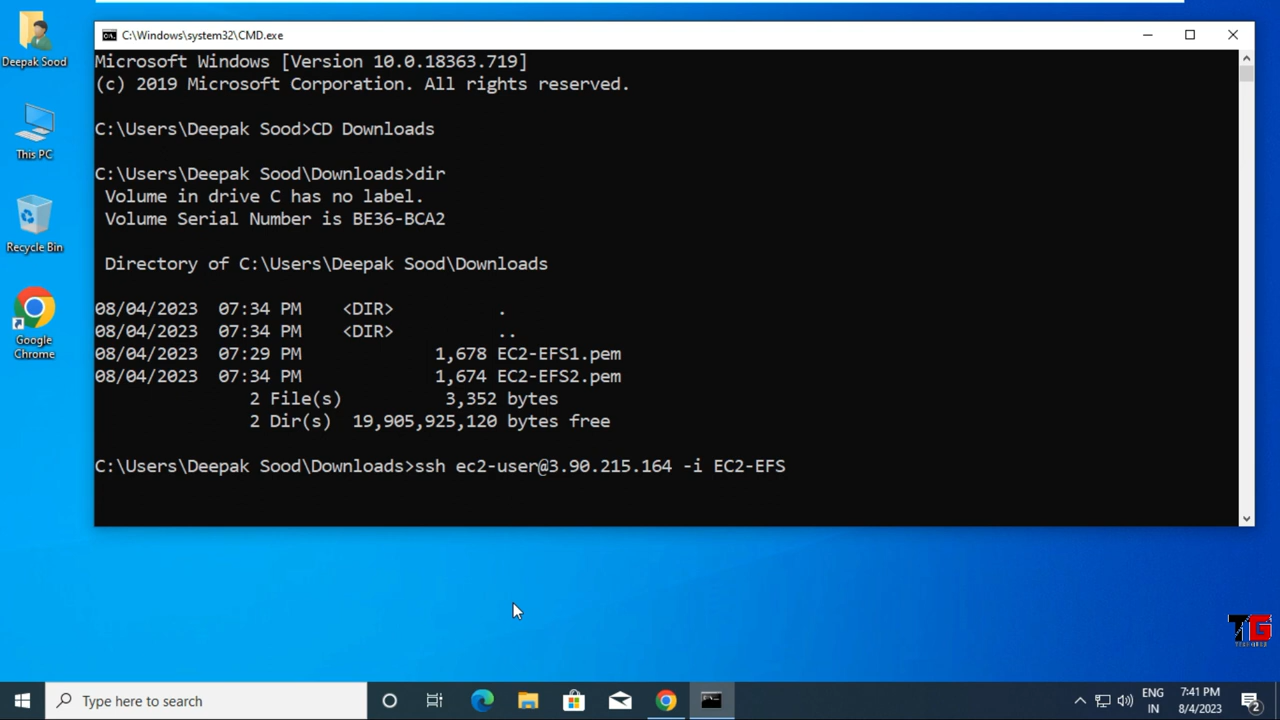 C:\Windows\system32\CMD.exe
Microsoft Windows [Version 10.0.18363.719]
(c) 2019 Microsoft Corporation. All rights reserved.
C:\Users\Deepak Sood>CD Downloads
C:\Users\Deepak Sood\Downloads>dir
Volume in drive C has no label.
Volume Serial Number is BE36-BCA2
Directory of C:\Users\Deepak Sood\Downloads
08/04/2023 07:34 PM <DIR> .
08/04/2023 07:34 PM <DIR> ..
08/04/2023 07:29 PM 1,678 EC2-EFS1.pem
08/04/2023 07:34 PM 1,674 EC2-EFS2.pem
2 File(s) 3,352 bytes
2 Dir(s) 19,905,925,120 bytes free
C:\Users\Deepak Sood\Downloads>ssh ec2-user@3.90.215.164 -i EC2-EFS
Deepak Sood
This PC
Recycle Bin
Google
Chrome
TG
Type here to search
ENG
IN
7:41 PM
8/4/2023
2